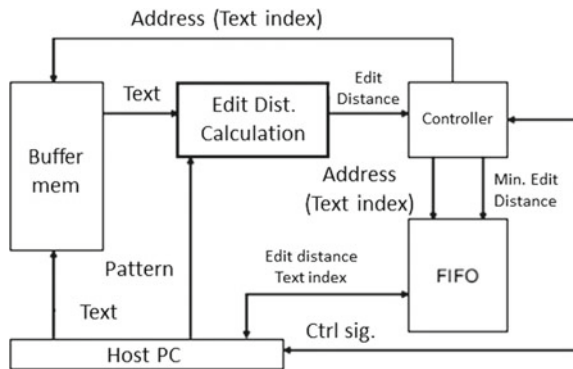 Address (Text index)
Text
Edit Dist.
Calculation
Edit
Distance
Controller
Buffer
mem
Address
(Text index)
Min. Edit
Distance
Pattern
Edit distance
Text index
FIFO
Text
Ctrl sig.
Host PC